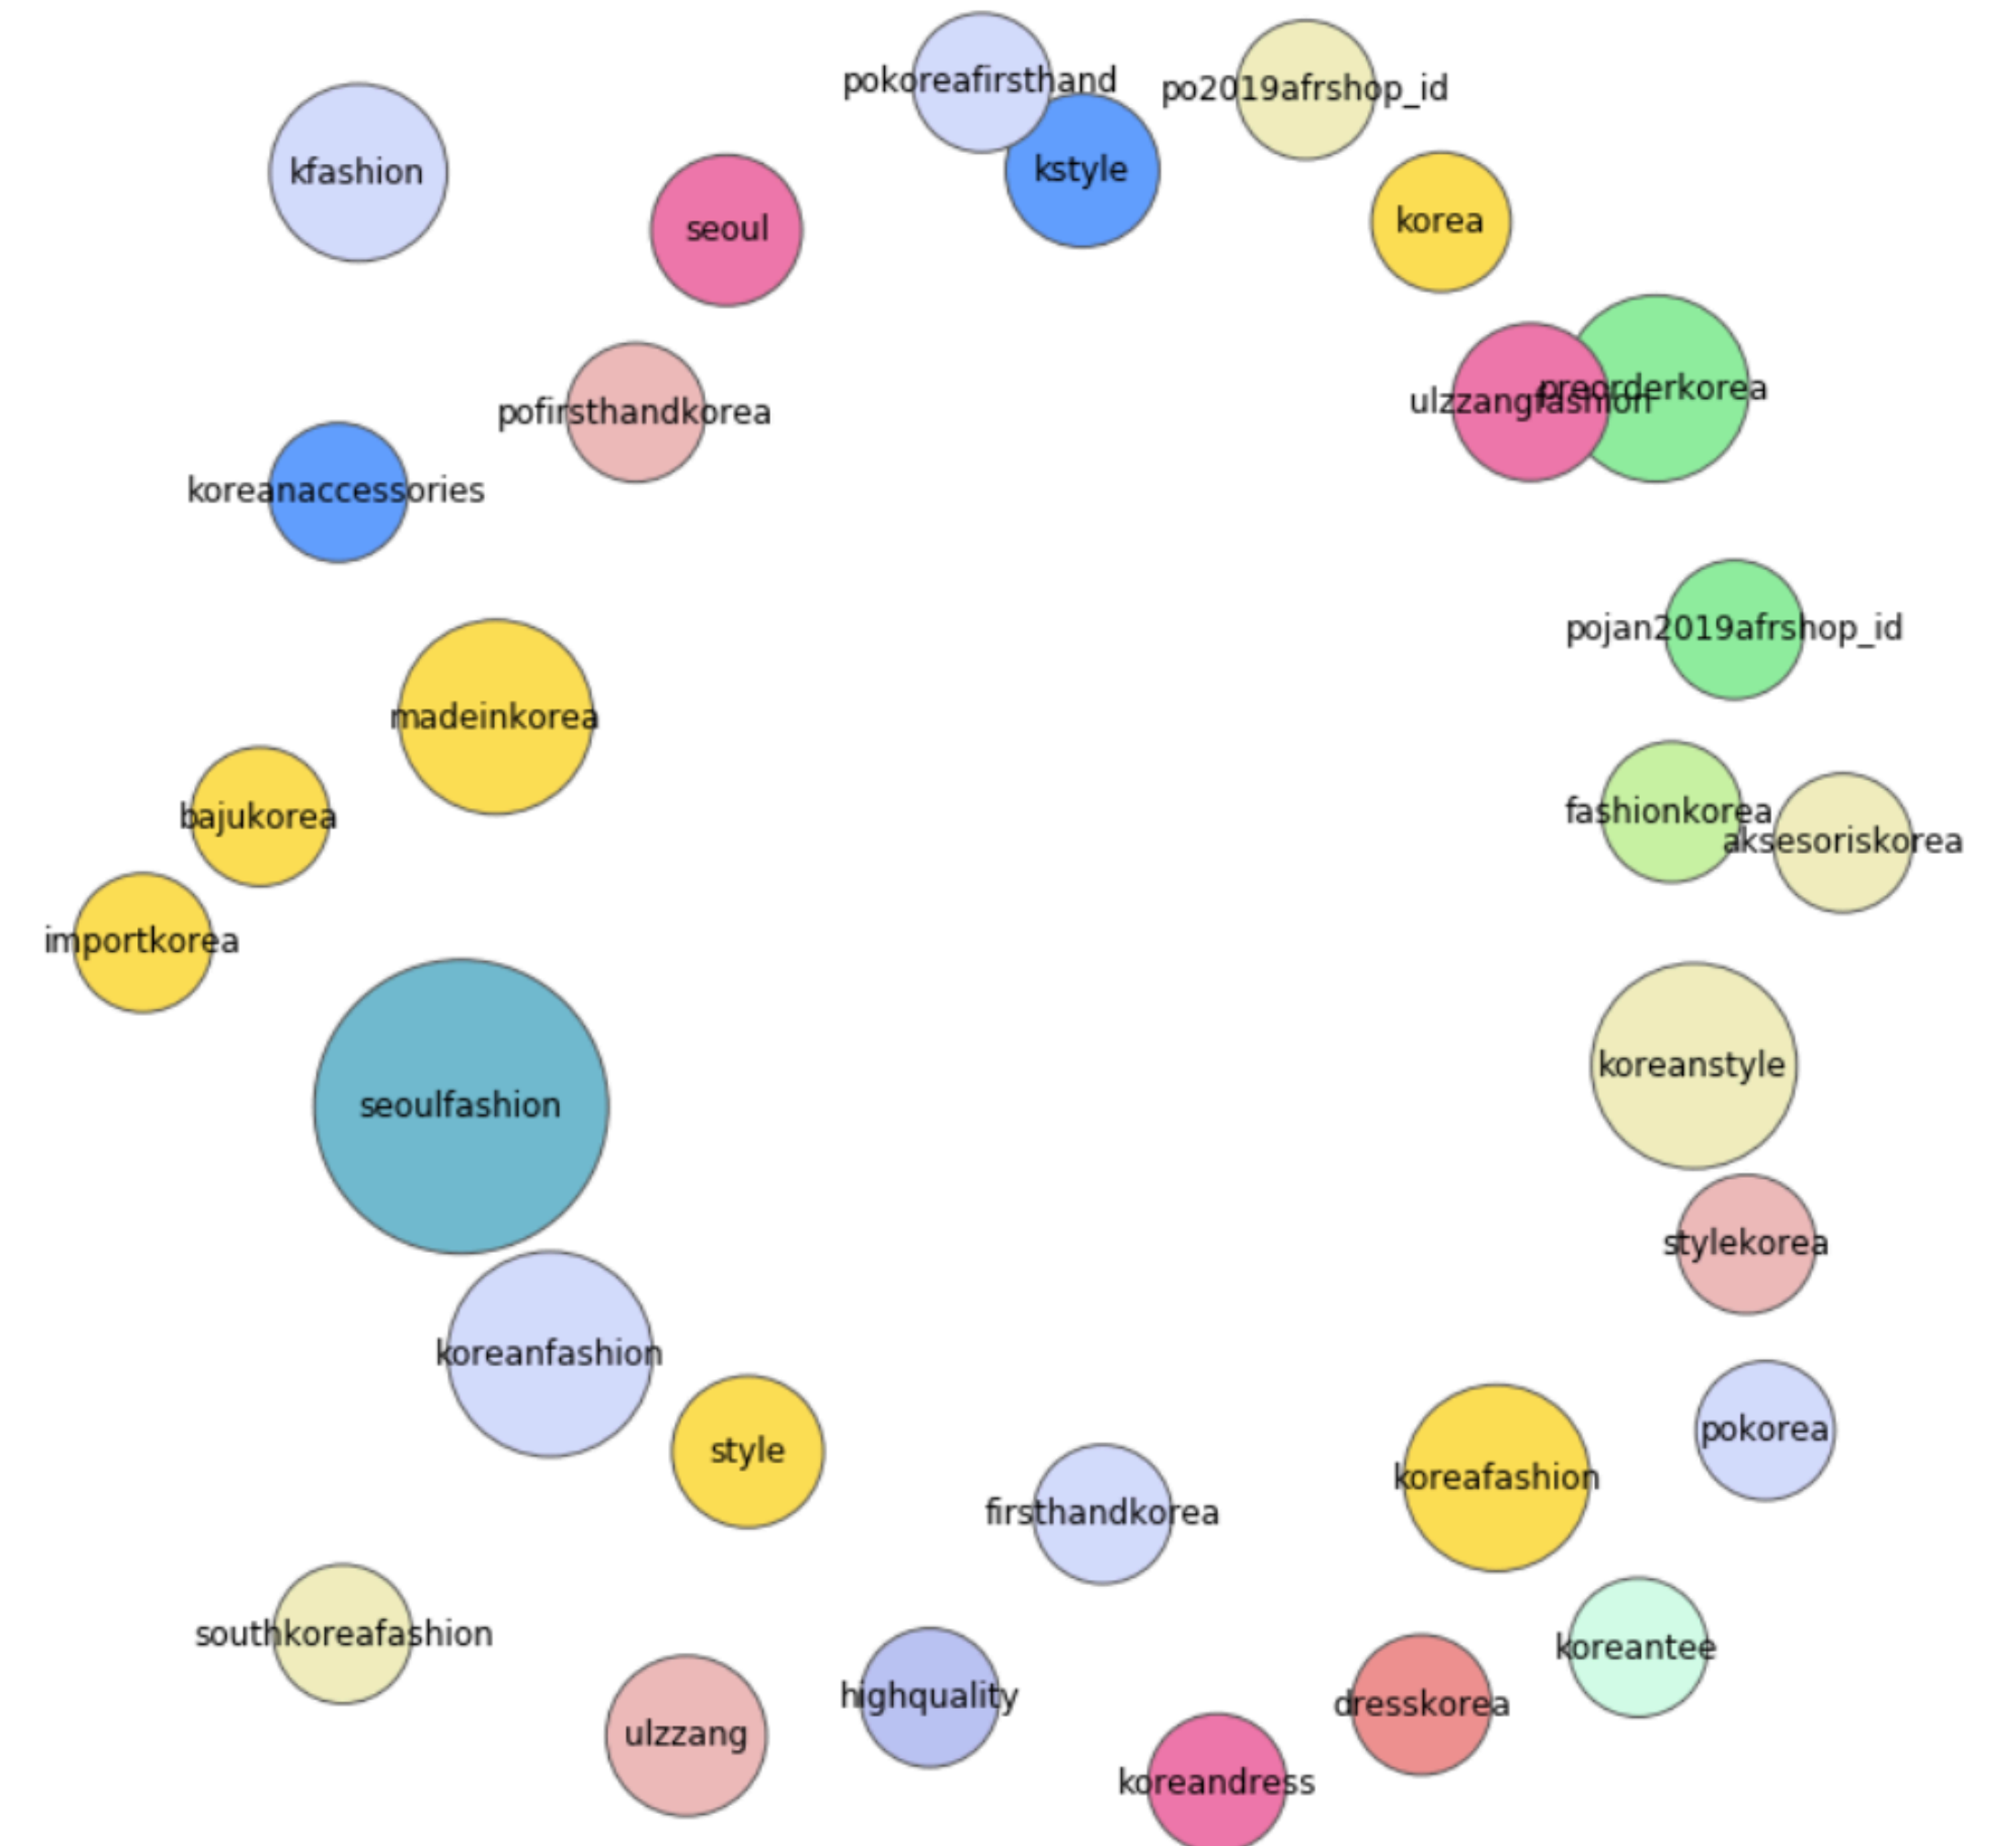 pokoreafirsthand
po2019afrshop_id
kfashion
kstyle
seoul
korea
preorderkorea
ulzzangfashion
pofirsthandkorea
koreanaccessories
pojan2019afrshop_id
madeinkorea
bajukorea
fashionkorea
aksesoriskorea
importkorea
koreanstyle
seoulfashion
stylekorea
koreanfashion
pokorea
style
koreafashion
firsthandkorea
southkoreafashion
koreantee
highquality
dresskorea
ulzzang
koreandress